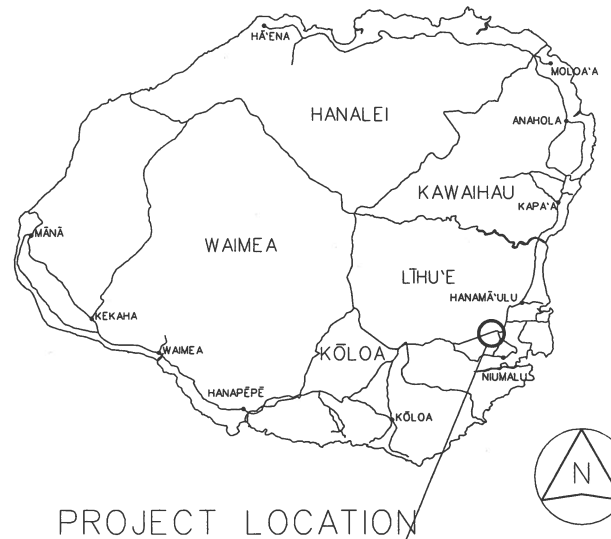 HĀ'ENA
MOLOA'A
HANALEI
ANAHOLA
KAWAIHAU
KAPA'A
MĀNĀ
WAIMEA
LĪHU'E
HANAMĀ'ULU
KEKAHA
WAIMEA
KŌLOA
NIUMALU
HANAPĒPĒ
KŌLOA
N
PROJECT LOCATION